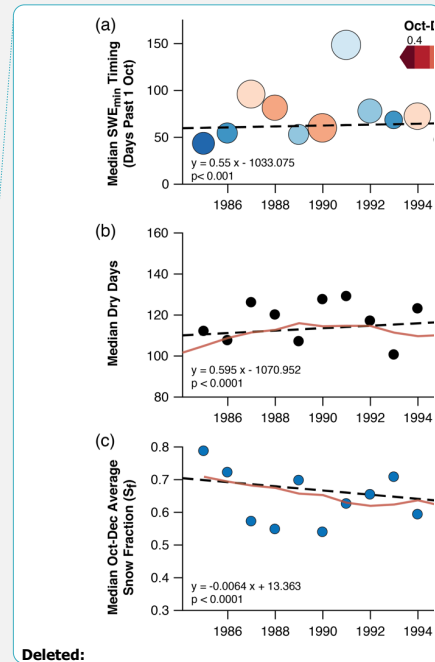 (a)
Oct-D
0.4
Median SWEmin Timing
(Days Past 1 Oct)
150
100
50
0
y = 0.55 x - 1033.075
p< 0.001
1986 1988 1990 1992 1994
(b)
Median Dry Days
160
140
120
100
80
y = 0.595 x - 1070.952
p < 0.0001
1986 1988 1990 1992 1994
(c)
Median Oct-Dec Average
Snow Fraction (Sf)
0.8
0.7
0.6
0.5
0.4
0.3
y = -0.0064 x + 13.363
p < 0.0001
1986 1988 1990 1992 1994
Deleted: